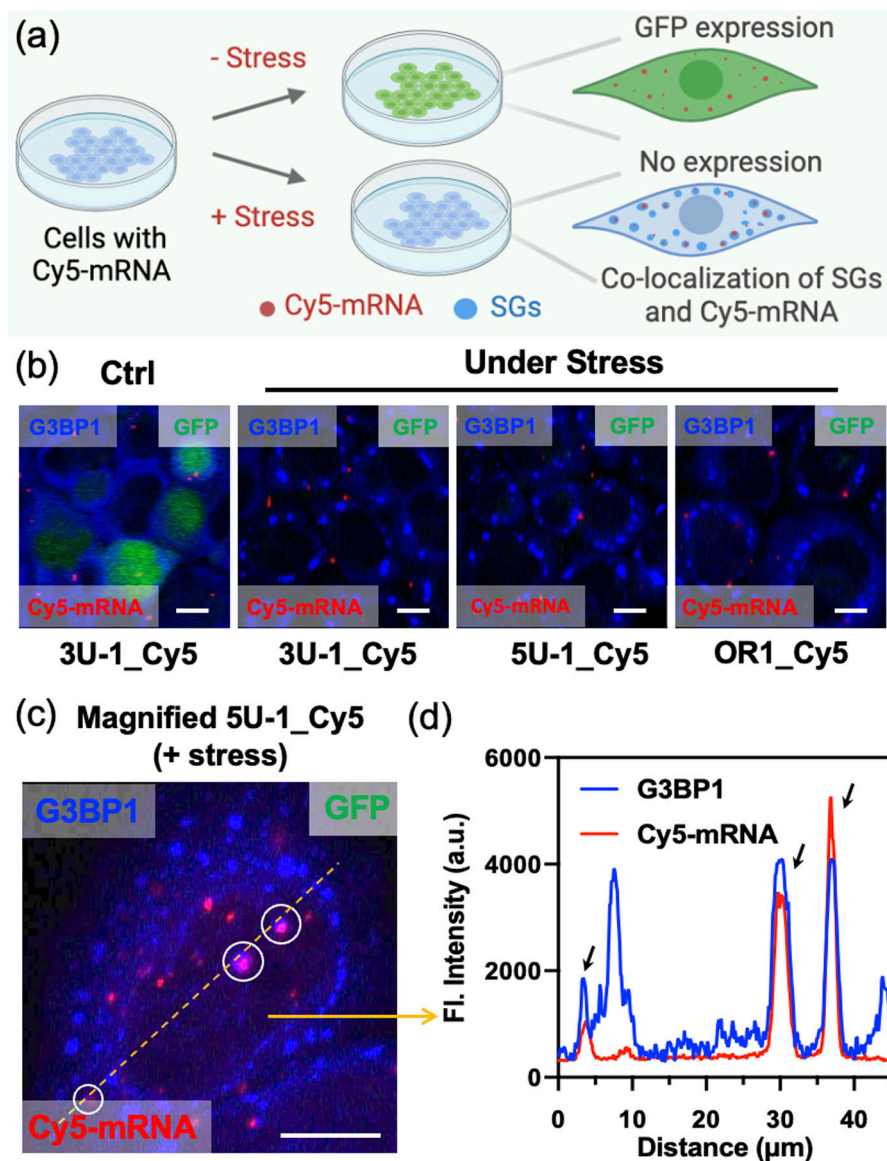 (a)
- Stress
+ Stress
Cells with
Cy5-mRNA
GFP expression
No expression
Co-localization of SGs
and Cy5-mRNA
Cy5-mRNA
SGs
(b)
Ctrl
Under Stress
G3BP1
GFP
G3BP1
GFP
G3BP1
GFP
G3BP1
GFP
Cy5-mRNA
Cy5-mRNA
Cy5-mRNA
Cy5-mRNA
3U-1_Cy5
3U-1_Cy5
5U-1_Cy5
OR1_Cy5
(c)
Magnified 5U-1_Cy5
(+ stress)
G3BP1
GFP
Cy5-mRNA
(d)
Fl. Intensity (a.u.)
6000
4000
2000
0
G3BP1
Cy5-mRNA
0
10
20
30
40
Distance (μm)